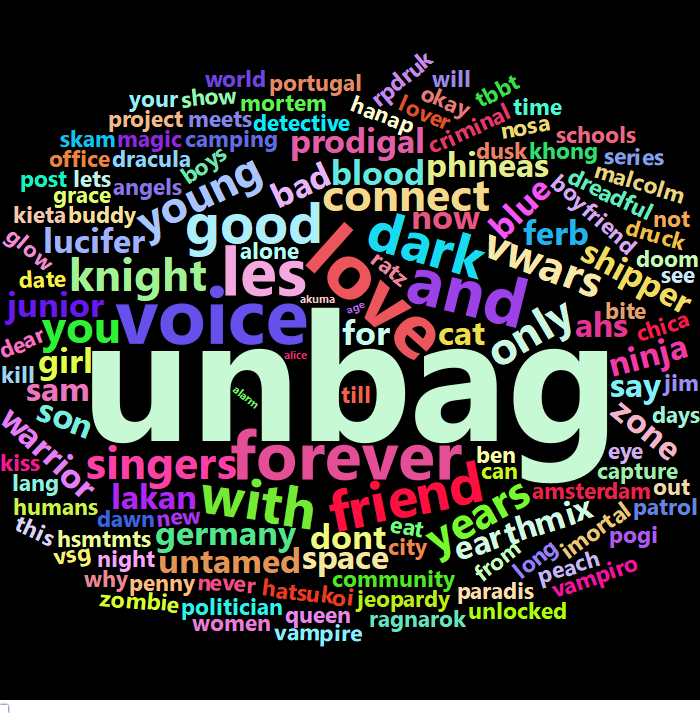 world
portugal
rpdruk
will
tbbt
your
show
mortem
hanap
lover
okay
time
project
meets
detective
criminal
nosa
schools
skam
magic
camping
prodigal
dusk
khong
series
office
dracula
boys
bad
blood
phineas
malcolm
post
lets
angels
young
connect
blue
boyfriend
dreadful
not
grace
kieta
buddy
good
now
druck
glow
lucifer
alone
dark
vwars
ferb
doom
date
knight
les
love
ratz
and
shipper
see
junior
voice
akuma
age
bite
chica
dear
you
for
cat
only
ahs
ninja
girl
unbag
alice
kill
sam
alarm
till
say
jim
son
zone
days
warrior
singers
forever
ben
eye
kiss
can
capture
lang
lakan
with
friend
years
amsterdam
out
humans
dawn
new
earthmix
imortal
patrol
this
hsmtmts
germany
dont
eat
pogi
vsg
night
untamed
space
city
from
long
peach
why
penny
never
hatsukoi
community
paradis
vampiro
zombie
politician
jeopardy
unlocked
women
queen
ragnarok
vampire